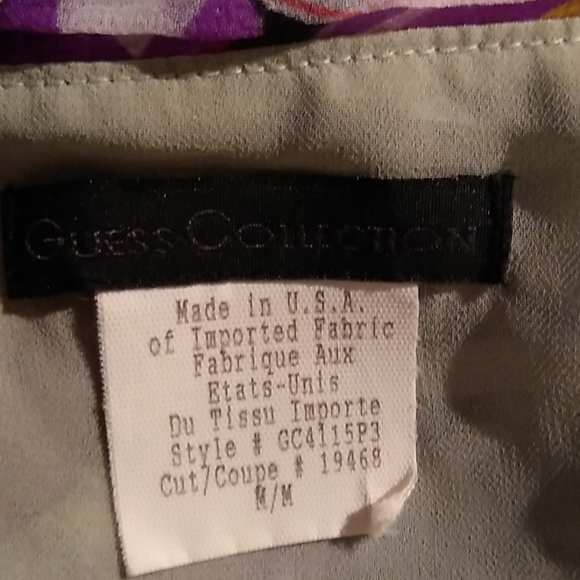 GUESS COLLECTION
Made in U.S.A.
of Imported Fabric
Fabrique Aux
Etats-Unis
Du Tissu Importe
Style # GC4115P3
Cut/Coupe # 19468
M/M